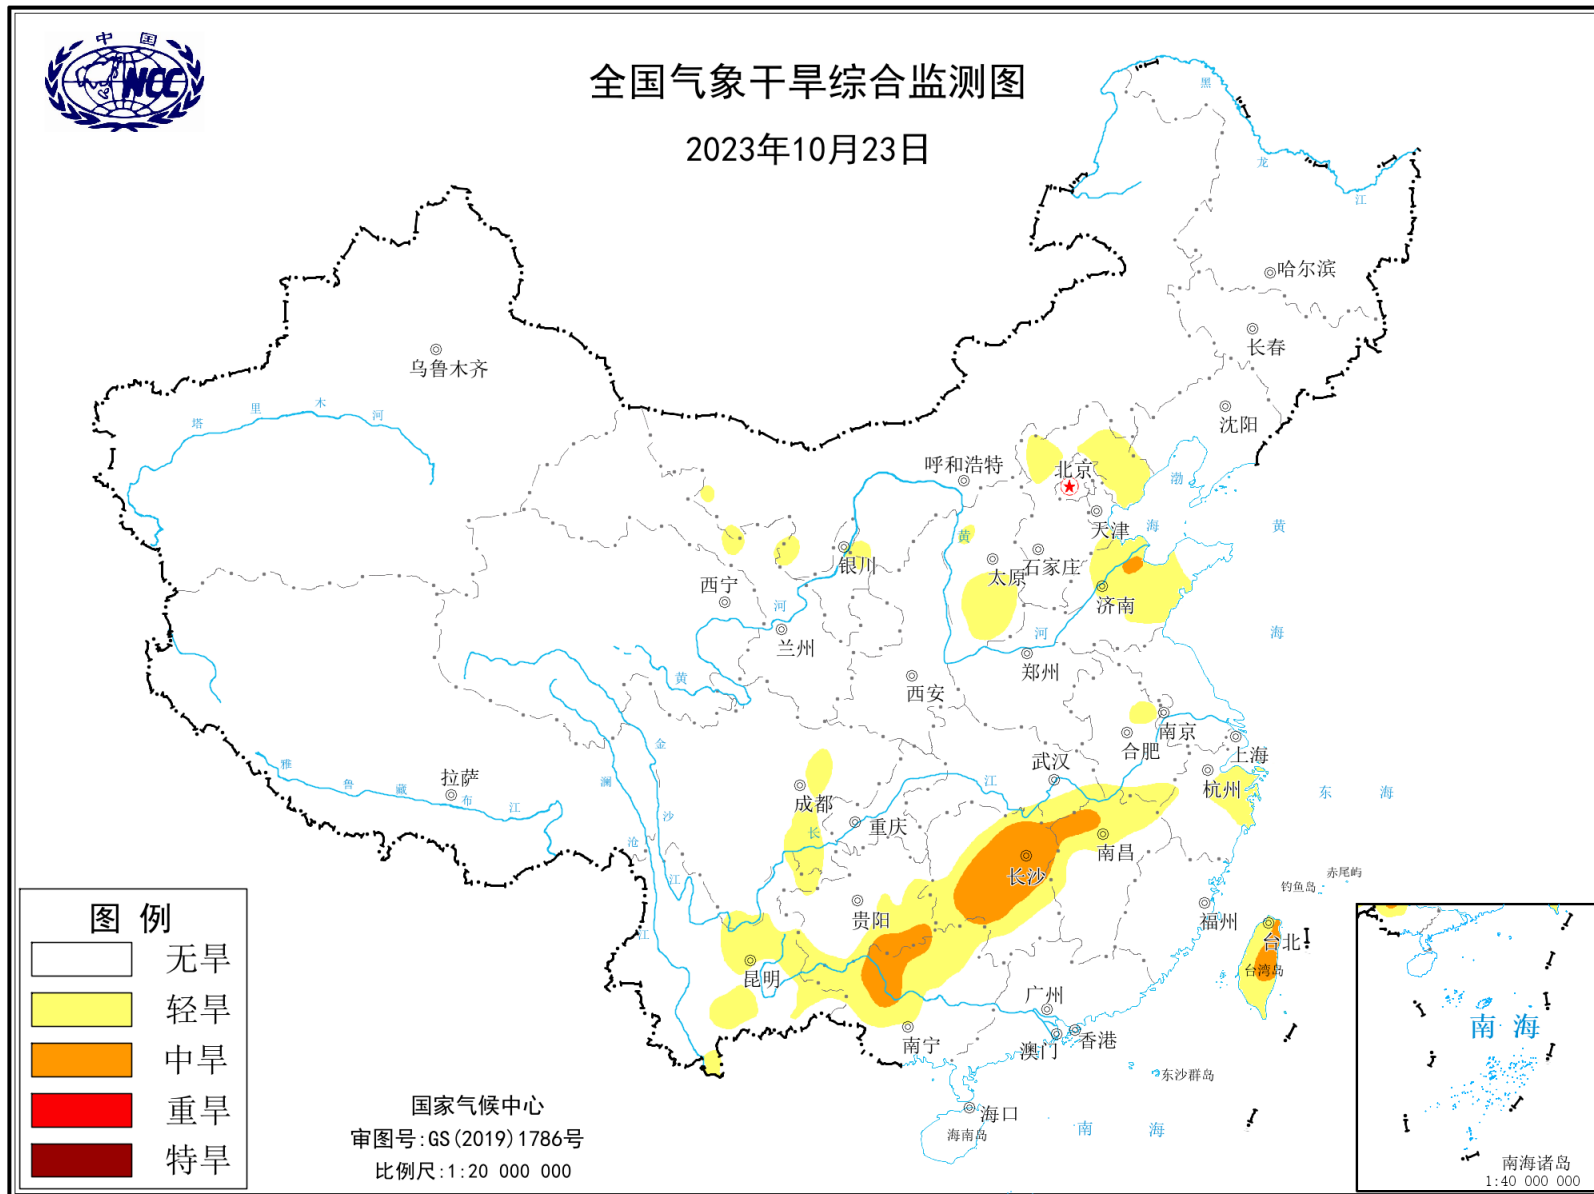 中国
NCC
全国气象干旱综合监测图
2023年10月23日
黑
龙
江
哈尔滨
长春
沈阳
乌鲁木齐
塔里木河
呼和浩特
北京
渤
天津
海
黄
海
黄
银川
太原
石家庄
济南
西宁
河
兰州
河
郑州
黄
西安
南京
合肥
上海
武汉
杭州
金
澜
沙
沧
江
江
拉萨
雅鲁藏布江
成都
长
重庆
江
东海
南昌
长沙
赤尾屿
钓鱼岛
贵阳
福州
台北
台湾岛
昆明
广州
南宁
澳门
香港
东沙群岛
海口
海南岛
南海
图例
无旱
轻旱
中旱
重旱
特旱
国家气候中心
审图号:GS(2019)1786号
比例尺:1:20 000 000
南海
南海诸岛
1:40 000 000